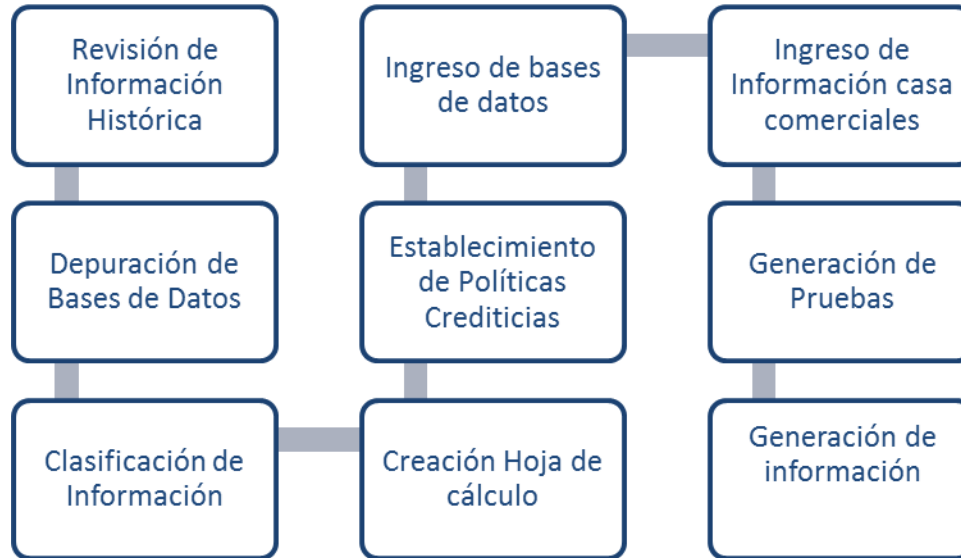 Revisión de
Información
Histórica
Depuración de
Bases de Datos
Clasificación de
Información
Creación Hoja de
cálculo
Establecimiento
de Políticas
Crediticias
Ingreso de bases
de datos
Ingreso de
Información casa
comerciales
Generación de
Pruebas
Generación de
información